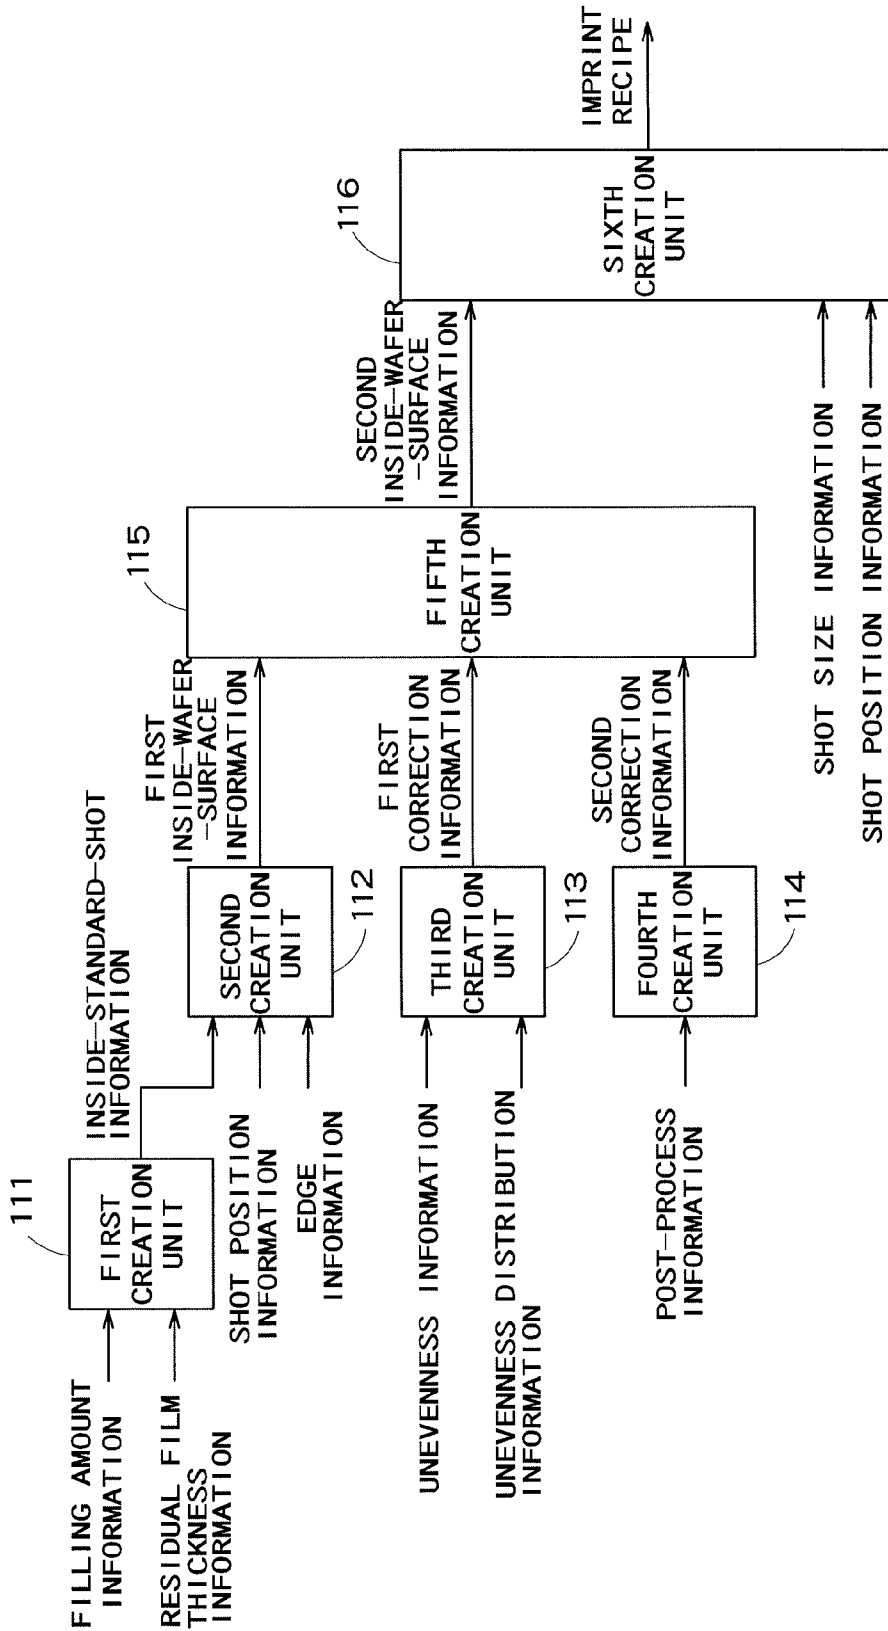 FILLING AMOUNT
INFORMATION
RESIDUAL FILM
THICKNESS
INFORMATION
111
FIRST
CREATION
UNIT
INSIDE-STANDARD-SHOT
INFORMATION
SHOT POSITION
INFORMATION
EDGE
INFORMATION
SECOND
CREATION
UNIT
112
FIRST
INSIDE-WAFER
-SURFACE
INFORMATION
UNEVENNESS INFORMATION
UNEVENNESS DISTRIBUTION
INFORMATION
THIRD
CREATION
UNIT
113
FIRST
CORRECTION
INFORMATION
POST-PROCESS
INFORMATION
FOURTH
CREATION
UNIT
114
SECOND
CORRECTION
INFORMATION
115
FIFTH
CREATION
UNIT
SECOND
INSIDE-WAFER
-SURFACE
INFORMATION
SHOT SIZE INFORMATION
SHOT POSITION INFORMATION
116
SIXTH
CREATION
UNIT
IMPRINT
RECIPE